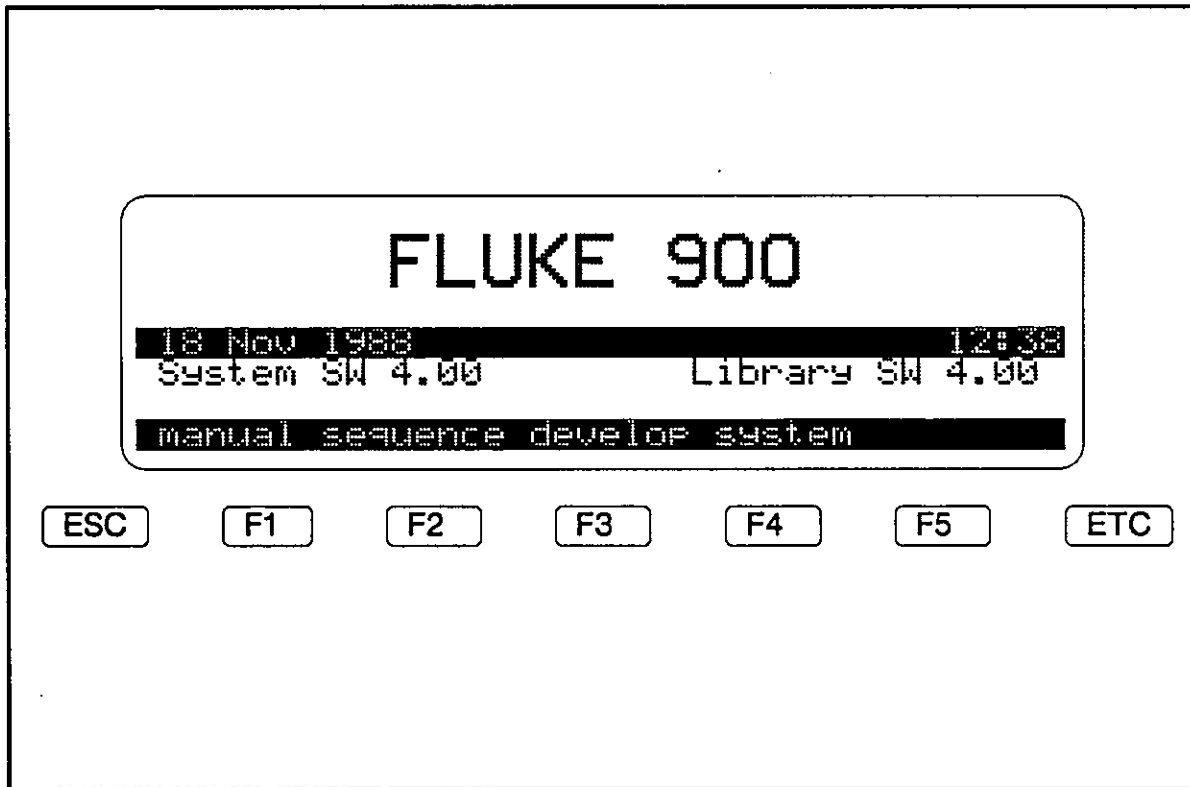 FLUKE 900
18 Nov 1988 12:38
System SW 4.00 Library SW 4.00
manual sequence develop system
ESC F1 F2 F3 F4 F5 ETC